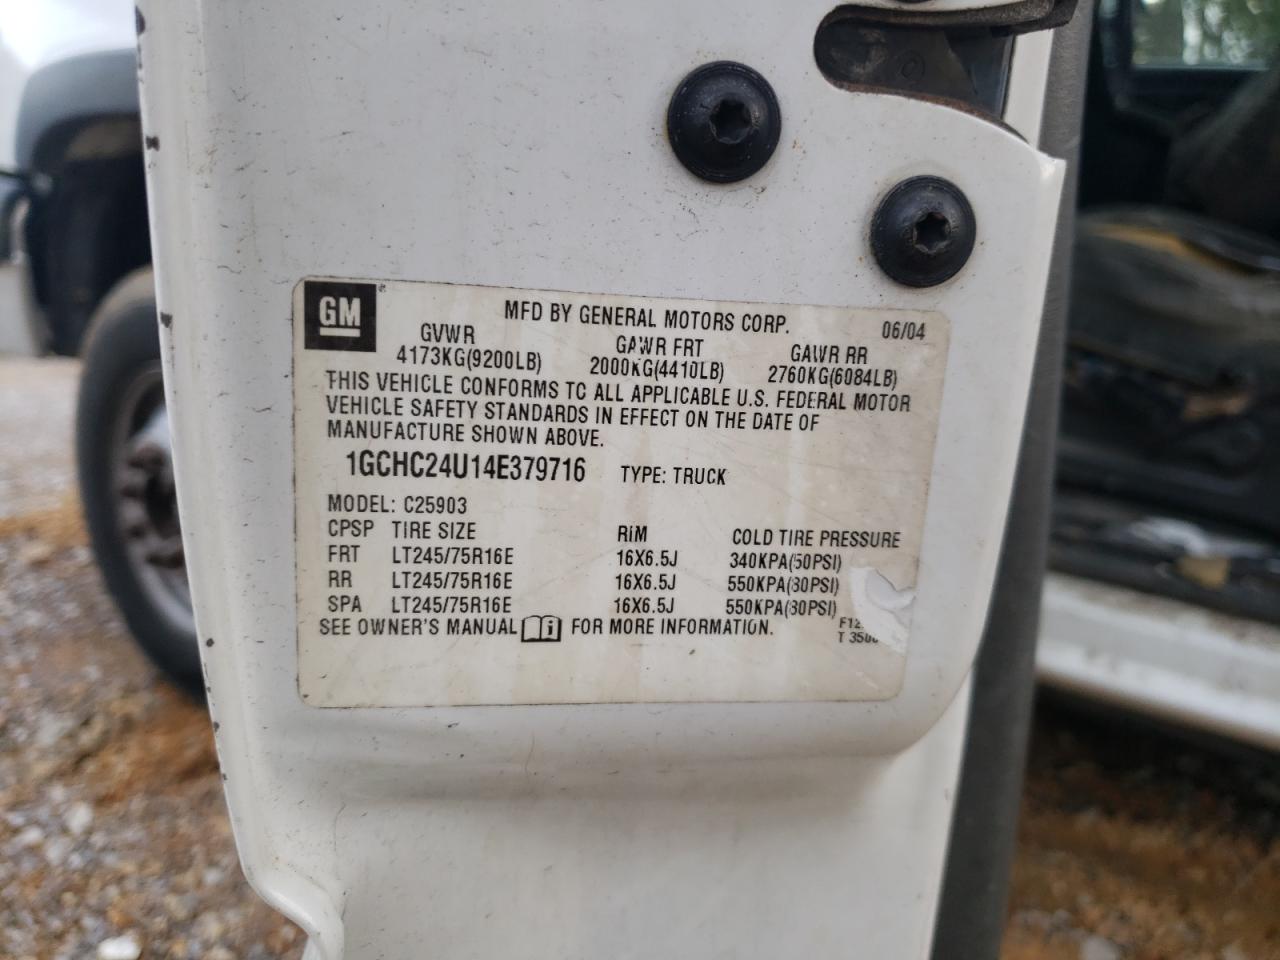 GM
MFD BY GENERAL MOTORS CORP. 06/04
GVWR GAWR FRT GAWR RR
4173KG(9200LB) 2000KG(4410LB) 2760KG(6084LB)
THIS VEHICLE CONFORMS TO ALL APPLICABLE U.S. FEDERAL MOTOR
VEHICLE SAFETY STANDARDS IN EFFECT ON THE DATE OF
MANUFACTURE SHOWN ABOVE.
1GCHC24U14E379716 TYPE: TRUCK
MODEL: C25903
CPSP TIRE SIZE RIM COLD TIRE PRESSURE
FRT LT245/75R16E 16X6.5J 340KPA(50PSI)
RR LT245/75R16E 16X6.5J 550KPA(80PSI)
SPA LT245/75R16E 16X6.5J 550KPA(80PSI)
SEE OWNER'S MANUAL FOR MORE INFORMATION.
T